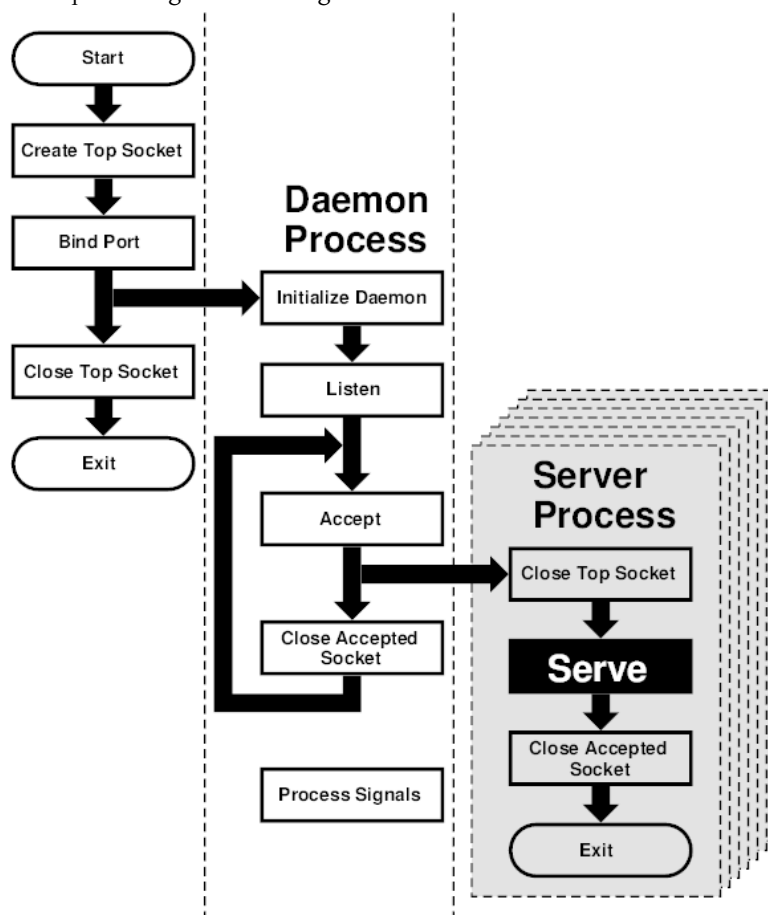 Start
Create Top Socket
Bind Port
Close Top Socket
Exit
Daemon
Process
Initialize Daemon
Listen
Accept
Close Accepted
Socket
Process Signals
Server
Process
Close Top Socket
Serve
Close Accepted
Socket
Exit